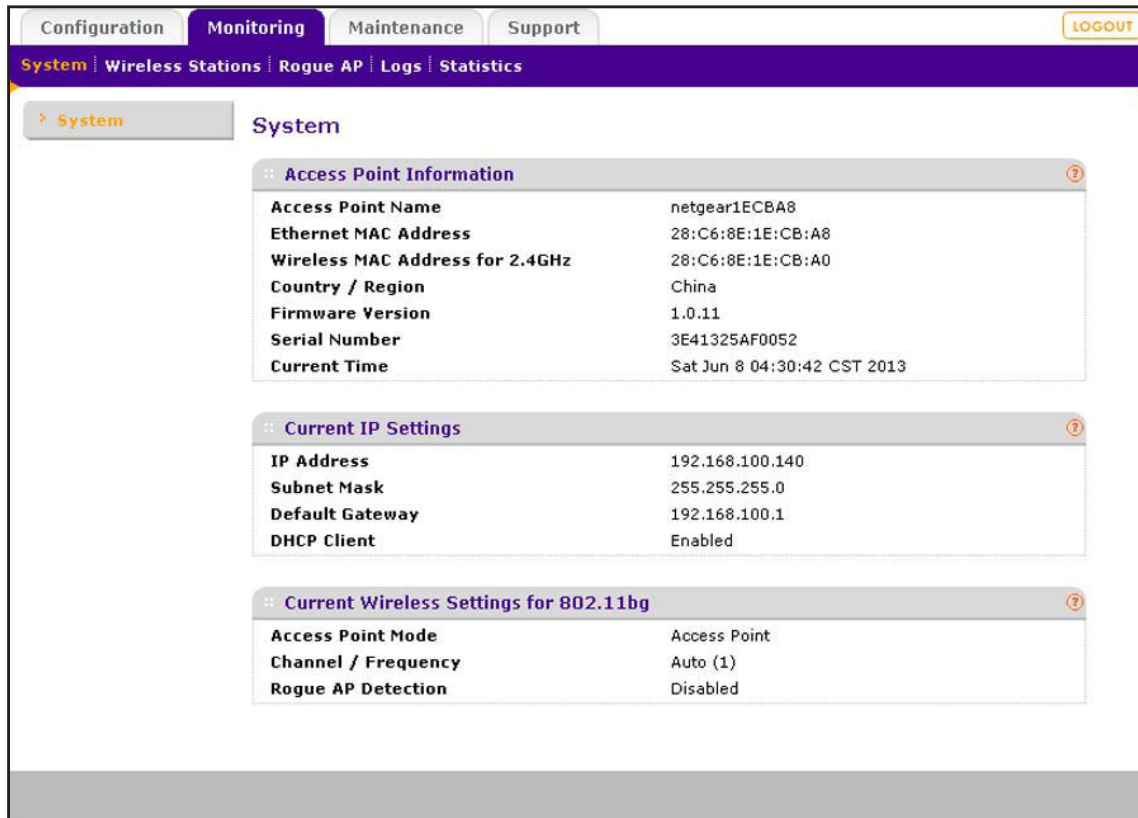 Configuration Monitoring Maintenance Support LOGOUT
System Wireless Stations Rogue AP Logs Statistics
System
System
Access Point Information ?
Access Point Name netgear1ECBA8
Ethernet MAC Address 28:C6:8E:1E:CB:A8
Wireless MAC Address for 2.4GHz 28:C6:8E:1E:CB:A0
Country / Region China
Firmware Version 1.0.11
Serial Number 3E41325AF0052
Current Time Sat Jun 8 04:30:42 CST 2013
Current IP Settings ?
IP Address 192.168.100.140
Subnet Mask 255.255.255.0
Default Gateway 192.168.100.1
DHCP Client Enabled
Current Wireless Settings for 802.11bg ?
Access Point Mode Access Point
Channel / Frequency Auto (1)
Rogue AP Detection Disabled